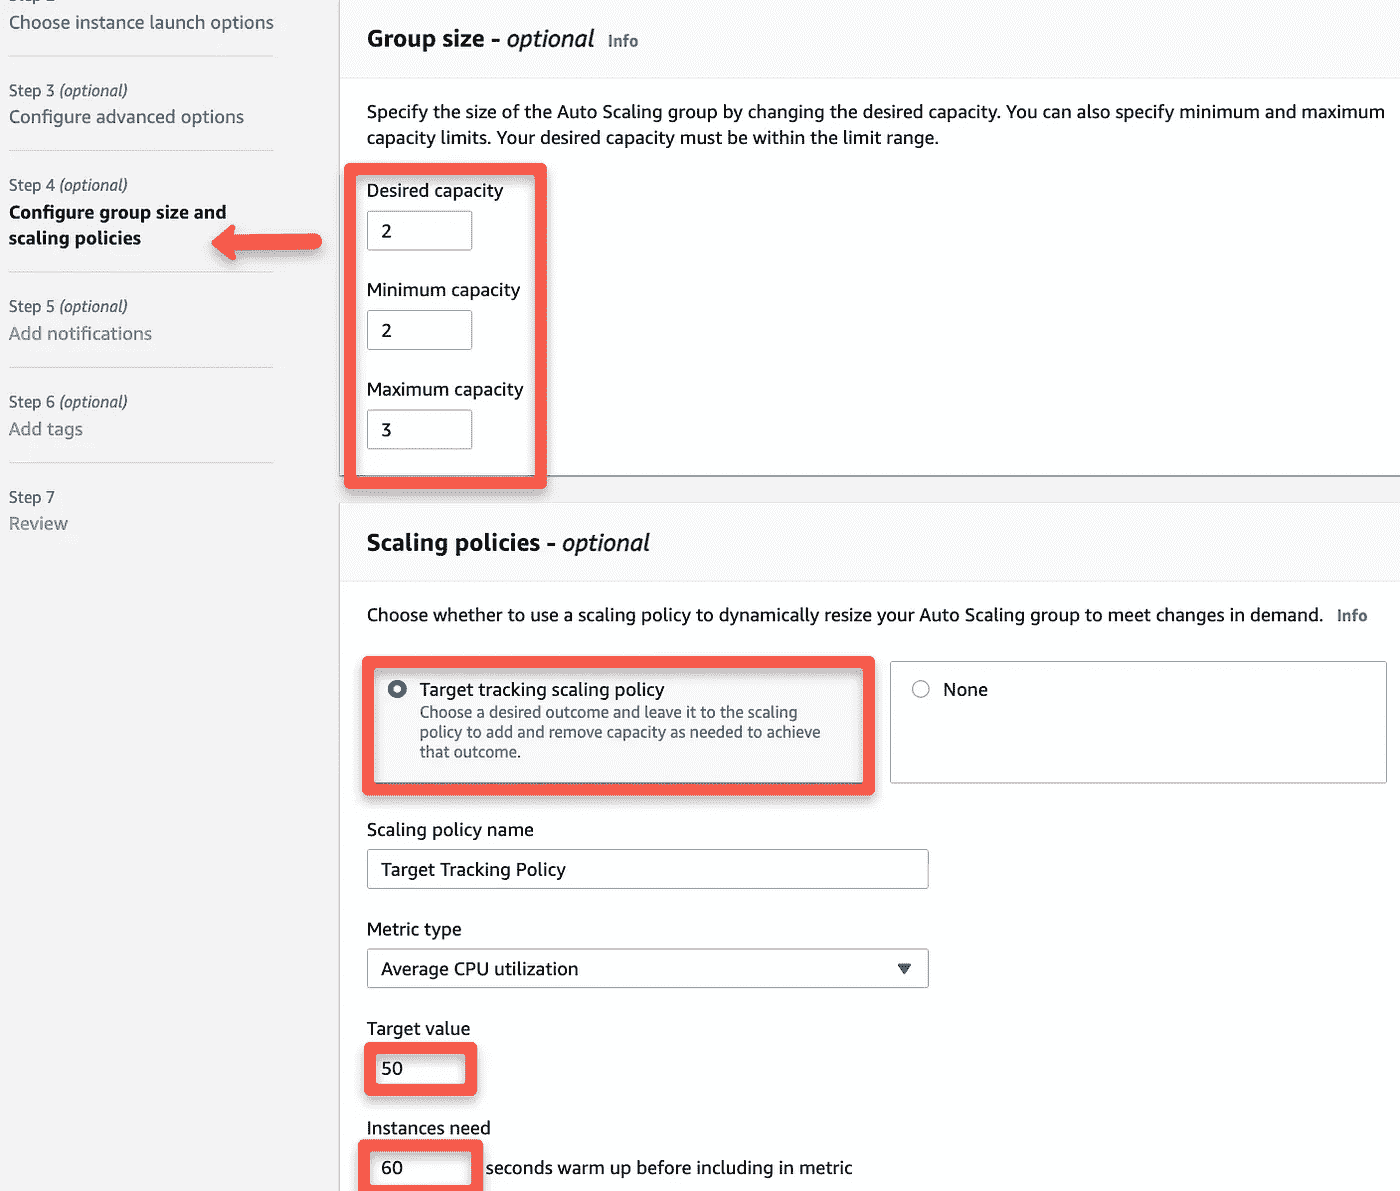 Choose instance launch options
Step 3 (optional)
Configure advanced options
Step 4 (optional)
Configure group size and
scaling policies
Step 5 (optional)
Add notifications
Step 6 (optional)
Add tags
Step 7
Review
Group size - optional Info
Specify the size of the Auto Scaling group by changing the desired capacity. You can also specify minimum and maximum
capacity limits. Your desired capacity must be within the limit range.
Desired capacity
2
Minimum capacity
2
Maximum capacity
3
Scaling policies - optional
Choose whether to use a scaling policy to dynamically resize your Auto Scaling group to meet changes in demand. Info
Target tracking scaling policy
Choose a desired outcome and leave it to the scaling
policy to add and remove capacity as needed to achieve
that outcome.
None
Scaling policy name
Target Tracking Policy
Metric type
Average CPU utilization
Target value
50
Instances need
60 seconds warm up before including in metric